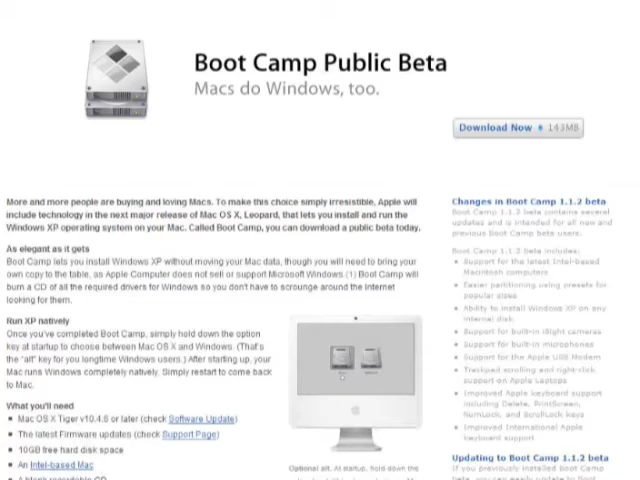 Boot Camp Public Beta
Macs do Windows, too.
Download Now 143MB
More and more people are buying and loving Macs. To make this choice simply irresistible, Apple will
include technology in the next major release of Mac OS X, Leopard, that lets you install and run the
Windows XP operating system on your Mac. Called Boot Camp, you can download a public beta today.
As elegant as it gets
Boot Camp lets you install Windows XP without moving your Mac data, though you will need to bring your
own copy to the table, as Apple Computer does not sell or support Microsoft Windows.(1) Boot Camp will
burn a CD of all the required drivers for Windows so you don't have to scrounge around the Internet
looking for them.
Run XP natively
Once you've completed Boot Camp, simply hold down the option
key at startup to choose between Mac OS X and Windows. (That's
the "alt" key for you longtime Windows users.) After starting up, your
Mac runs Windows completely natively. Simply restart to come back
to Mac.
What you'll need
Mac OS X Tiger v10.4.6 or later (check Software Update)
The latest Firmware updates (check Support Page)
10GB free hard disk space
An Intel-based Mac
Optional alt. At startup, hold down the
Changes in Boot Camp 1.1.2 beta
Boot Camp 1.1.2 beta contains several
updates and is intended for all new and
previous Boot Camp beta users.
Boot Camp 1.1.2 beta includes:
Support for the latest Intel-based
Macintosh computers
Easier partitioning using presets for
popular sizes
Ability to install Windows XP on any
internal disk
Support for built-in iSight cameras
Support for built-in microphones
Support for the Apple USB Modem
Trackpad scrolling and right-click
support on Apple Laptops
Improved Apple keyboard support
including Delete, PrintScreen,
NumLock, and ScrollLock keys
Improved International Apple
keyboard support
Updating to Boot Camp 1.1.2 beta
If you previously installed Boot Camp